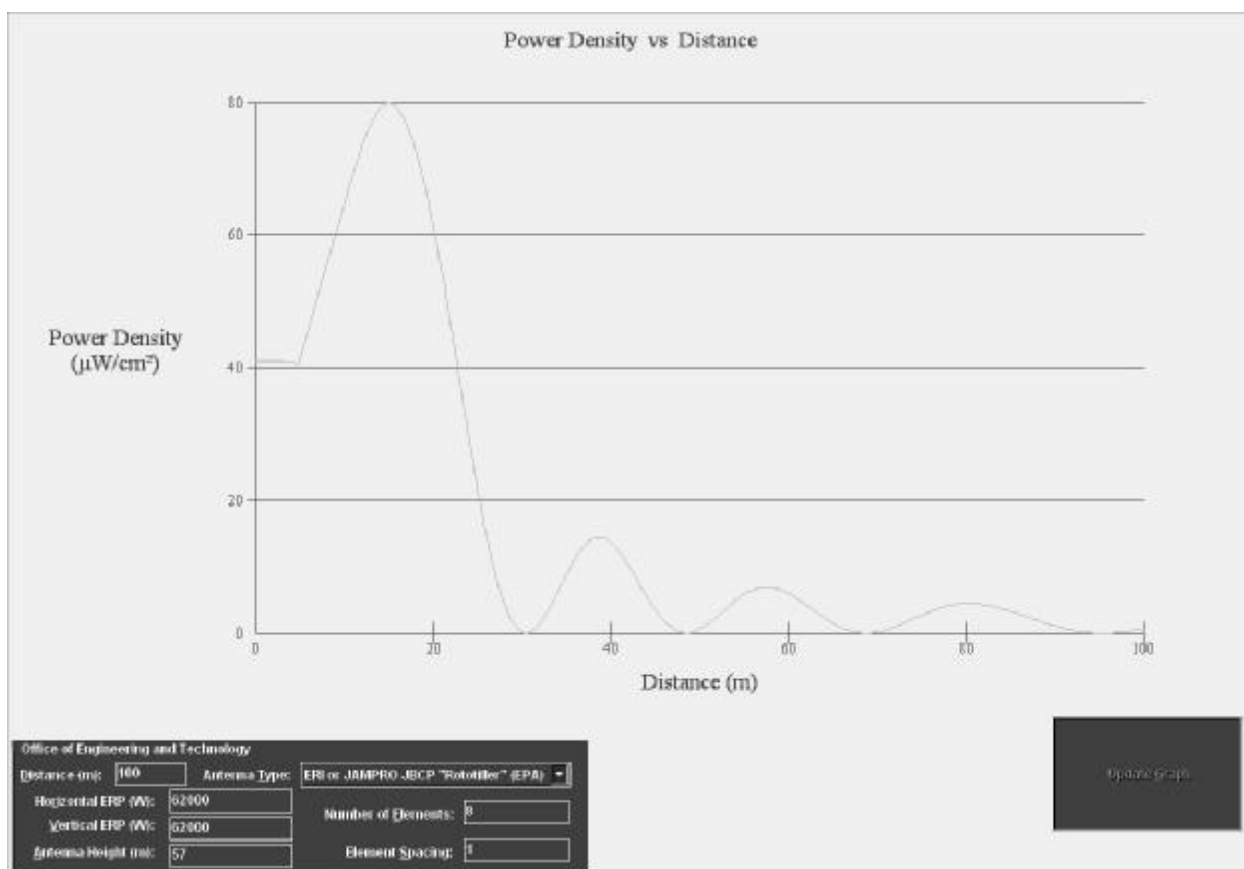 Power Density vs Distance
80
60
Power Density
(μW/cm²)
40
20
0
0 20 40 60 80 100
Distance (m)
Office of Engineering and Technology
Distance (m): 100 Antenna Type: ERI or JAMPRO JBCP "Rototiller" (EPA)
Horizontal ERP (W): 62000
Number of Elements: 8
Vertical ERP (W): 62000
Antenna Height (m): 57 Element Spacing: 1
Update Graph